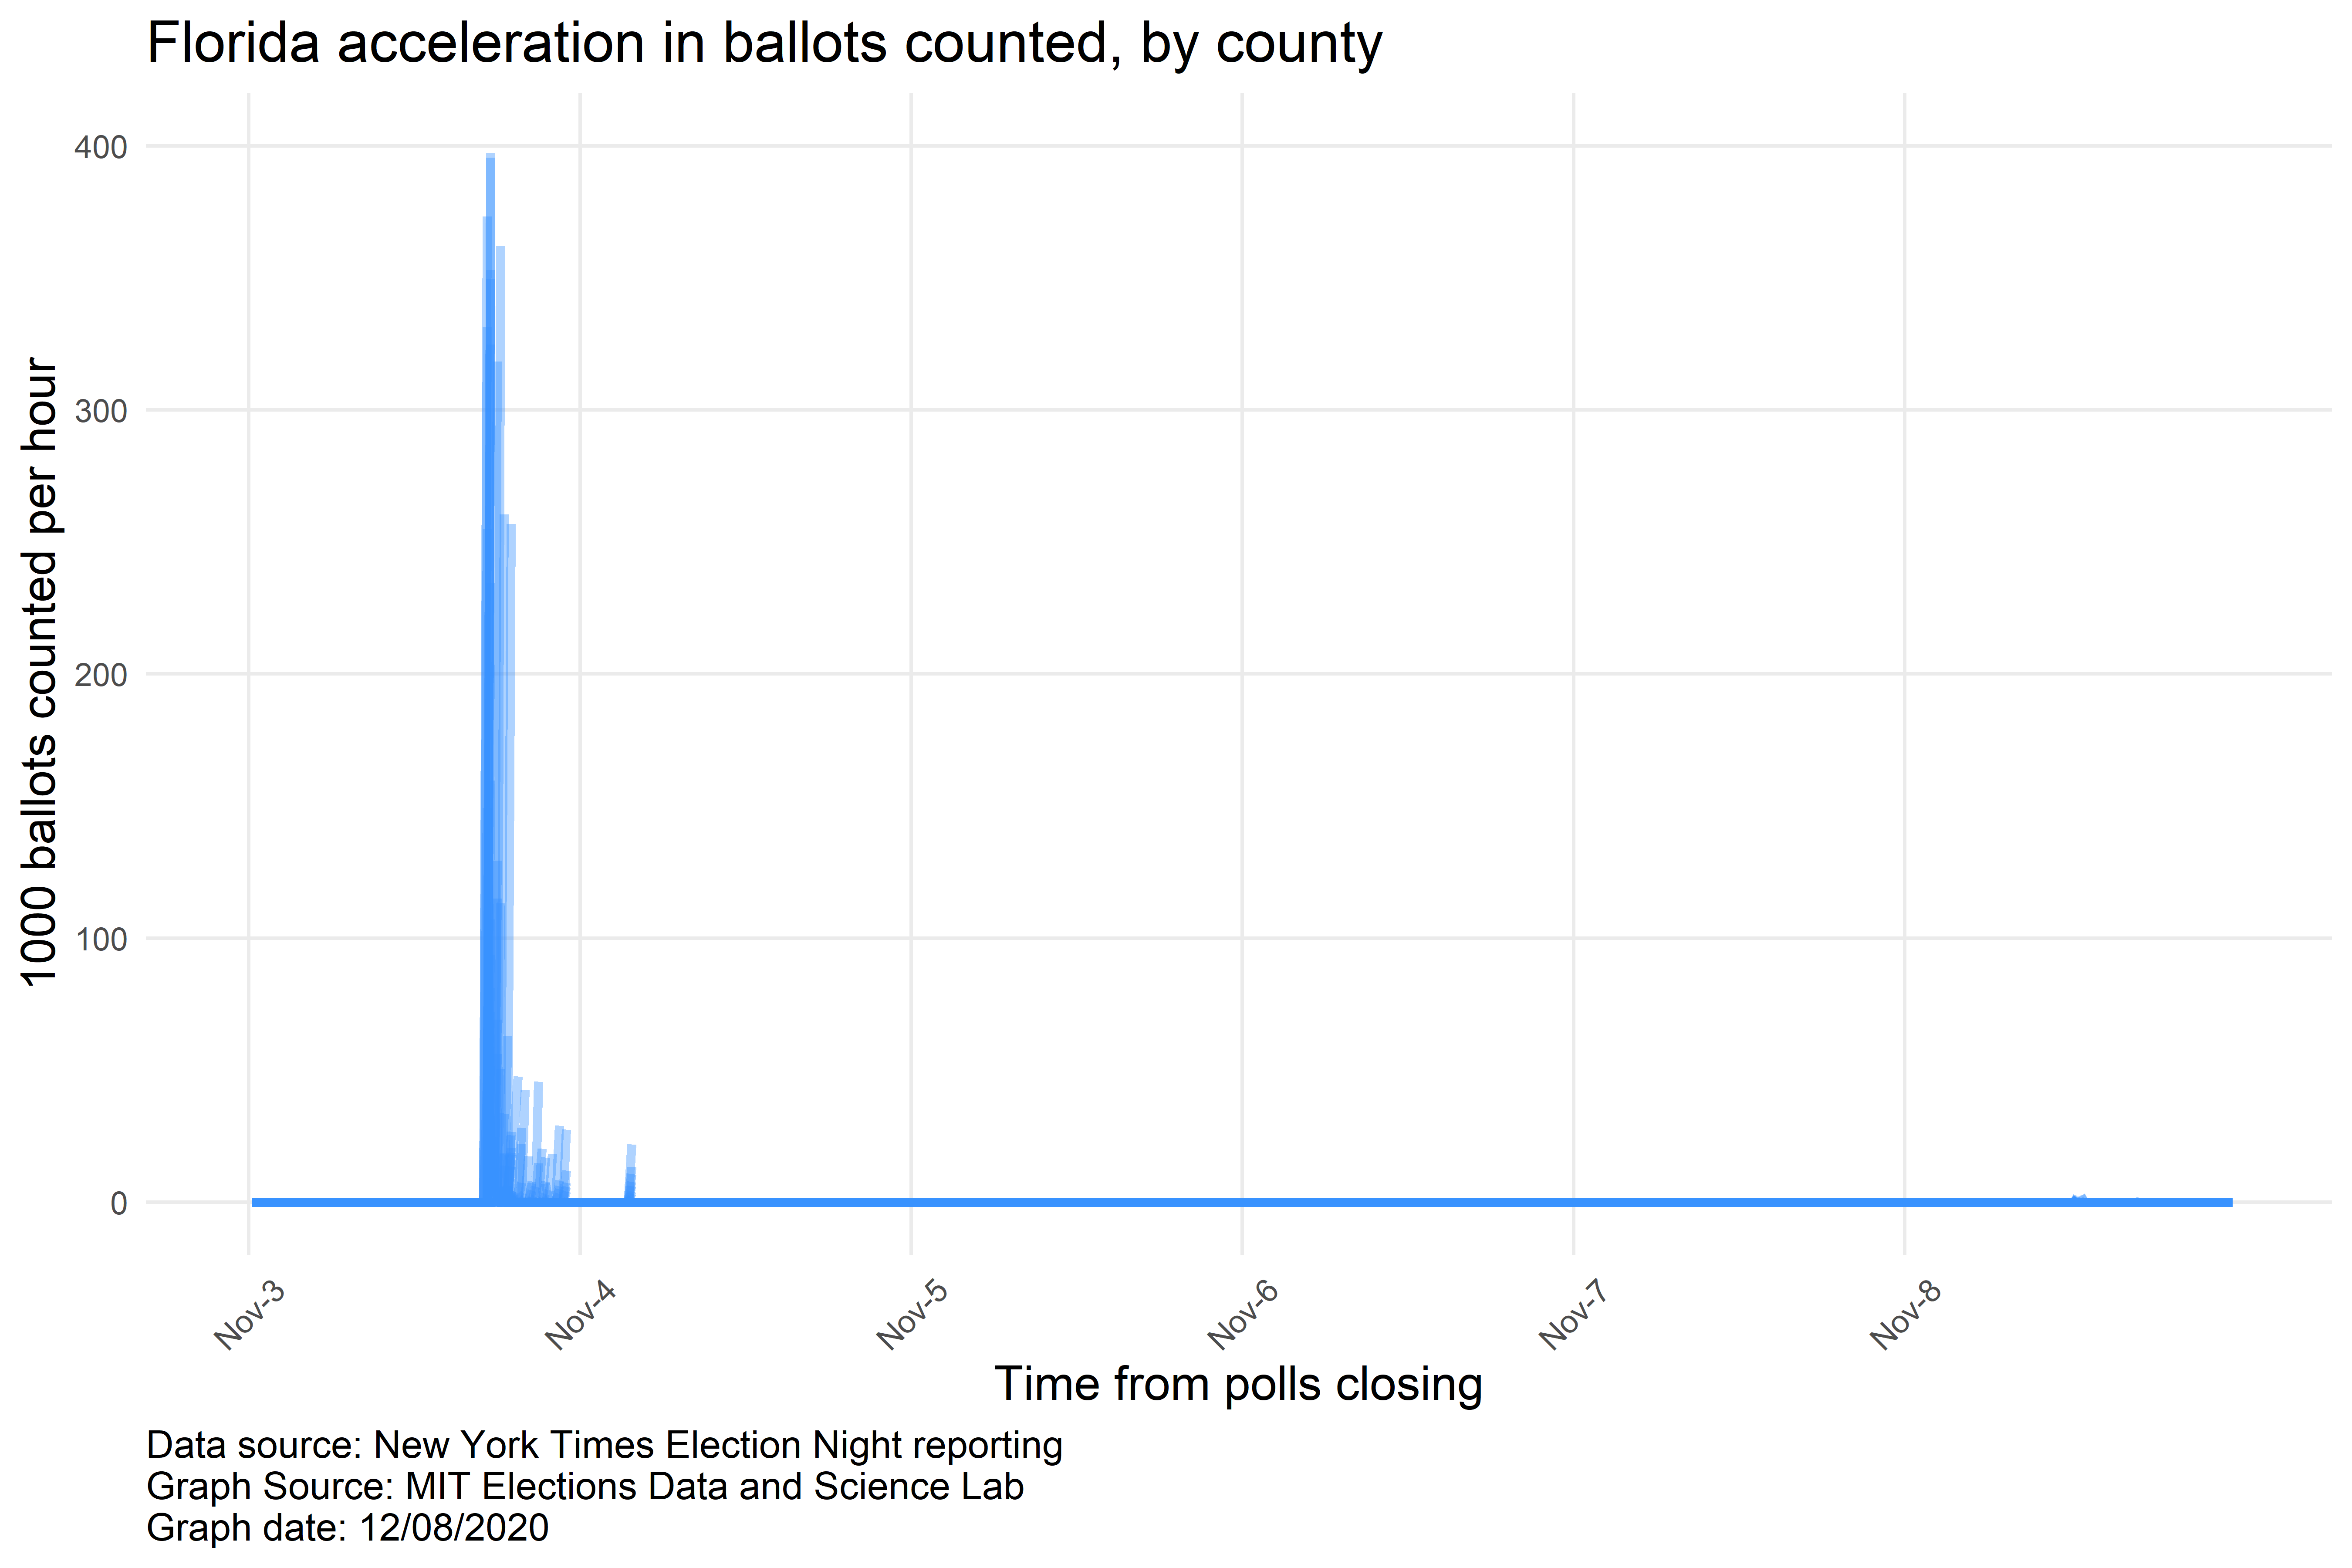 Florida acceleration in ballots counted, by county
1000 ballots counted per hour
400
300
200
100
0
Nov-3
Nov-4
Nov-5
Nov-6
Nov-7
Nov-8
Time from polls closing
Data source: New York Times Election Night reporting
Graph Source: MIT Elections Data and Science Lab
Graph date: 12/08/2020